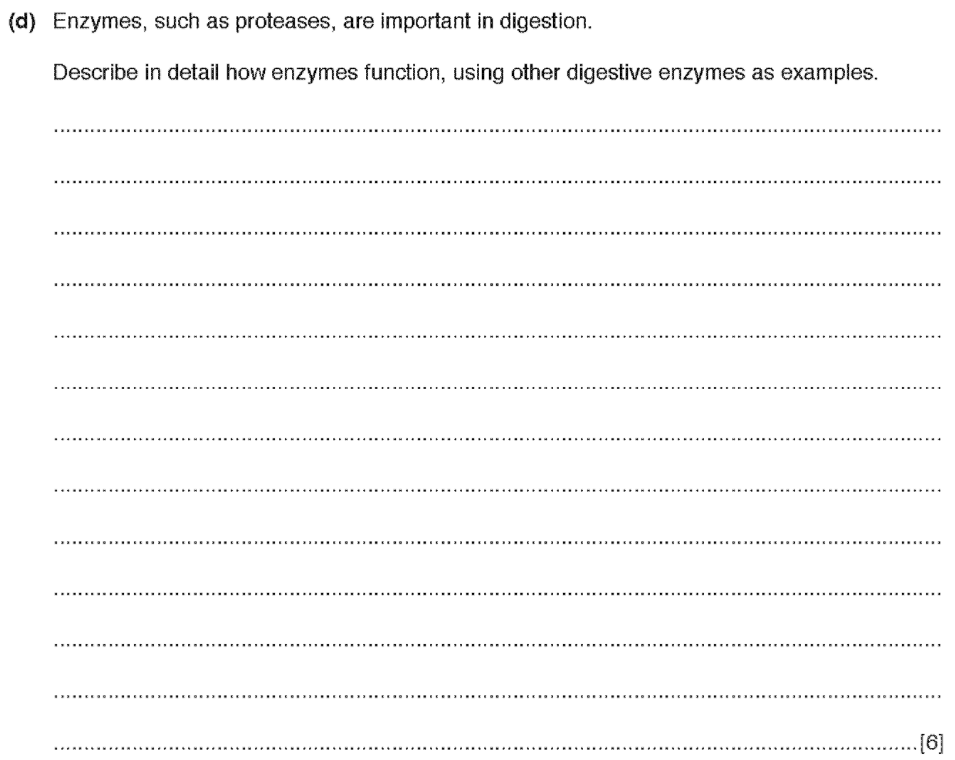 (d) Enzymes, such as proteases, are important in digestion.
Describe in detail how enzymes function, using other digestive enzymes as examples.
[6]